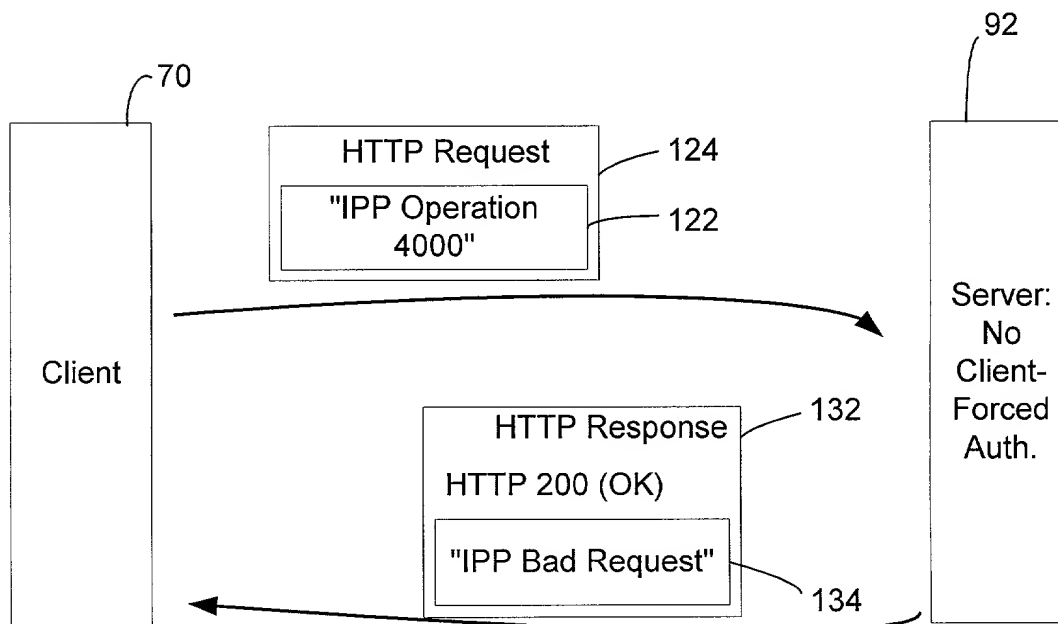 92
70
HTTP Request
124
"IPP Operation
4000"
122
Client
Server:
No
Client-
Forced
Auth.
HTTP Response
132
HTTP 200 (OK)
"IPP Bad Request"
134